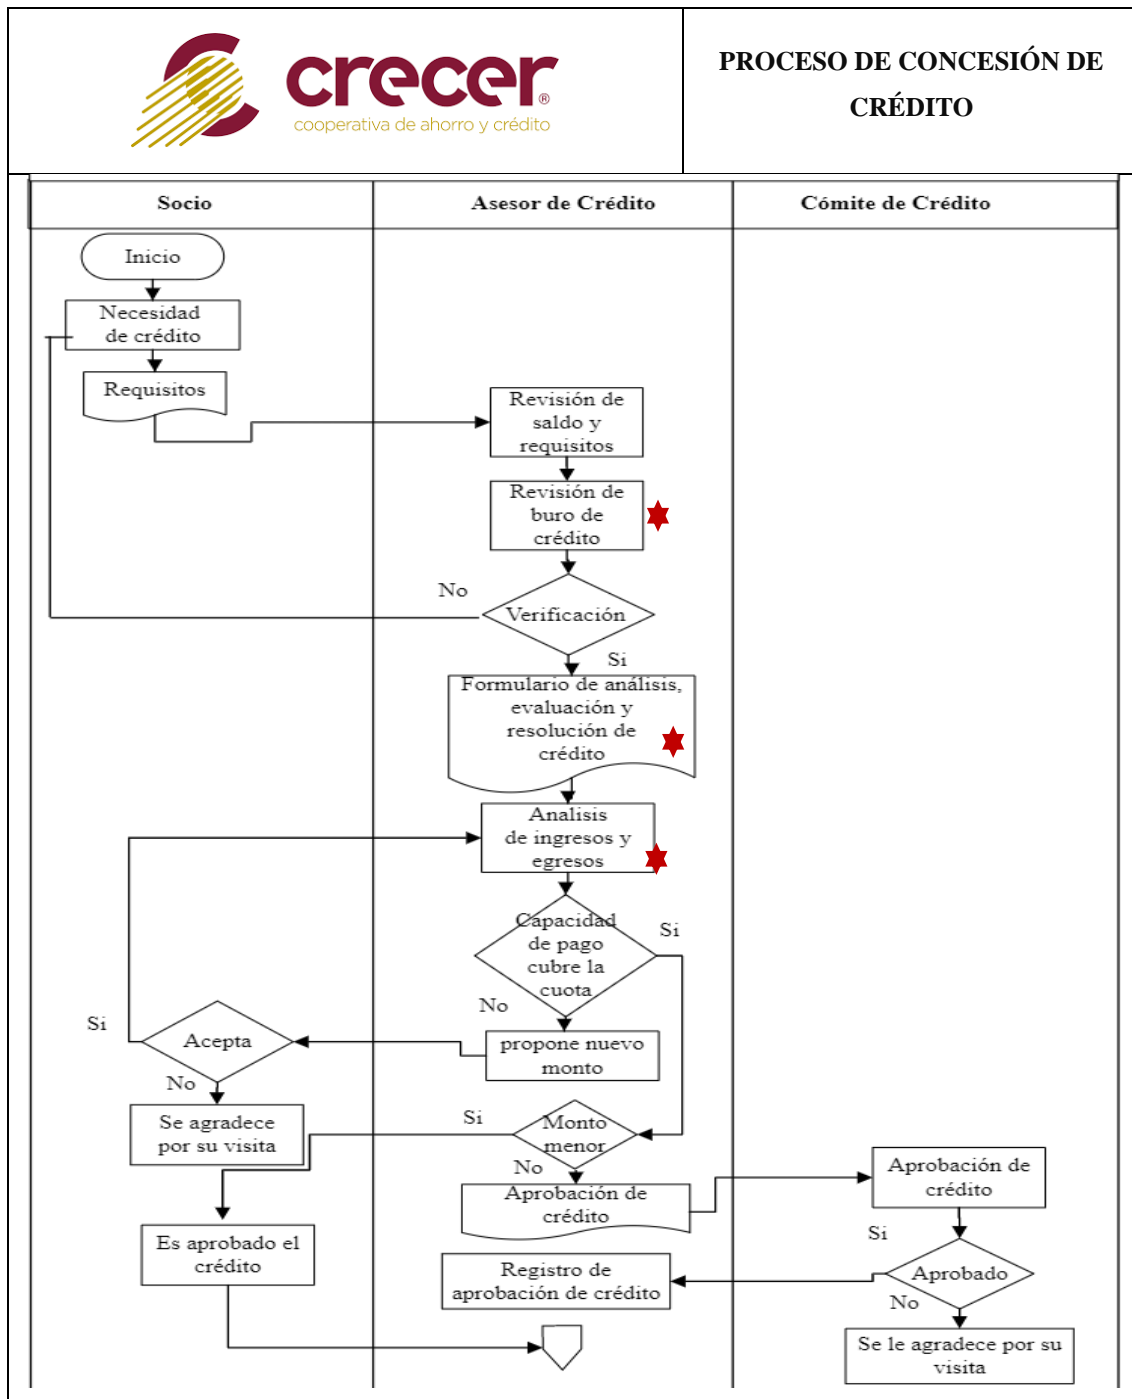 crecer®
cooperativa de ahorro y crédito
PROCESO DE CONCESIÓN DE
CRÉDITO
Socio
Asesor de Crédito
Cómite de Crédito
Inicio
Necesidad
de crédito
Requisitos
Revisión de
saldo y
requisitos
Revisión de
buro de
crédito
No
Verificación
Si
Formulario de análisis,
evaluación y
resolución de
crédito
Analisis
de ingresos y
egresos
Capacidad
de pago
cubre la
cuota
Si
No
propone nuevo
monto
Si
Acepta
No
Se agradece
por su visita
Si
Monto
menor
No
Aprobación de
crédito
Aprobación de
crédito
Si
Aprobado
No
Es aprobado el
crédito
Registro de
aprobación de crédito
Se le agradece por su
visita